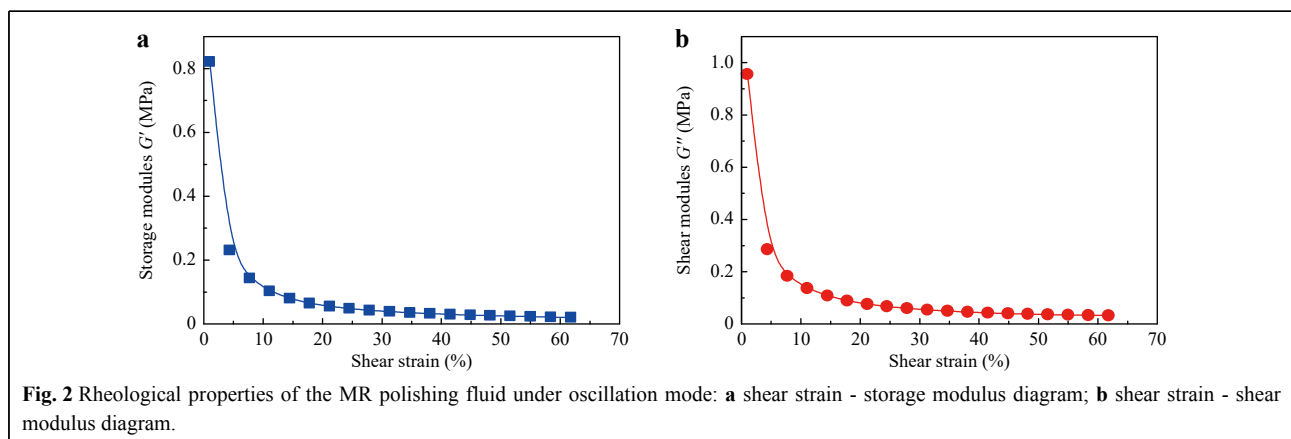 a
0.8
0.6
0.4
0.2
0
Storage modules G′ (MPa)
0 10 20 30 40 50 60 70
Shear strain (%)
b
1.0
0.8
0.6
0.4
0.2
0
Shear modules G″ (MPa)
0 10 20 30 40 50 60 70
Shear strain (%)
Fig. 2 Rheological properties of the MR polishing fluid under oscillation mode: a shear strain - storage modulus diagram; b shear strain - shear
modulus diagram.